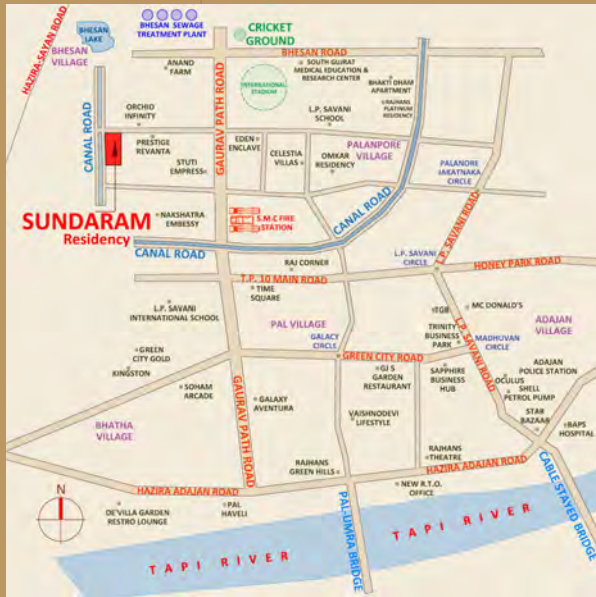 HAZIRA-SAYAN ROAD
BHESAN
LAKE
BHESAN
VILLAGE
BHESAN SEWAGE
TREATMENT PLANT
CRICKET
GROUND
BHESAN ROAD
ANAND
FARM
INTERNATIONAL
STADIUM
SOUTH GUJRAT
MEDICAL EDUCATION &
RESEARCH CENTER
BHAKTI DHAM
APARTMENT
RAJHANS
PLATINUM
RESIDENCY
CANAL ROAD
ORCHID
INFINITY
GAURAV PATH ROAD
L.P. SAVANI
SCHOOL
PRESTIGE
REVANTA
EDEN
ENCLAVE
PALANPORE
VILLAGE
STUTI
EMPRESS
CELESTIA
VILLAS
OMKAR
RESIDENCY
PALANORE
JAKATNAKA
CIRCLE
SUNDARAM
Residency
NAKSHATRA
EMBESSY
S.M.C FIRE
STATION
CANAL ROAD
L.P. SAVANI ROAD
CANAL ROAD
RAJ CORNER
L.P. SAVANI
CIRCLE
T.P. 10 MAIN ROAD
HONEY PARK ROAD
TIME
SQUARE
L.P. SAVANI
INTERNATIONAL SCHOOL
PAL VILLAGE
TGB
MC DONALD'S
TRINITY
BUSINESS
PARK
L.P. SAVANI ROAD
ADAJAN
VILLAGE
GALACY
CIRCLE
MADHUVAN
CIRCLE
GREEN
CITY GOLD
GREEN CITY ROAD
KINGSTON
GI S
GARDEN
RESTAURANT
SAPPHIRE
BUSINESS
HUB
ADAJAN
POLICE STATION
OCULUS
SHELL
PETROL PUMP
SOHAM
ARCADE
GAURAV PATH ROAD
GALAXY
AVENTURA
VAISHNODEVI
LIFESTYLE
STAR
BAZAAR
BAPS
HOSPITAL
BHATHA
VILLAGE
RAJHANS
THEATRE
RAJHANS
GREEN HILLS
HAZIRA ADAJAN ROAD
CABLE STAYED BRIDGE
HAZIRA ADAJAN ROAD
NEW R.T.O.
OFFICE
N
DE'VILLA GARDEN
RESTRO LOUNGE
PAL
HAVELI
PAL-UMRA BRIDGE
TAPI RIVER
TAPI RIVER